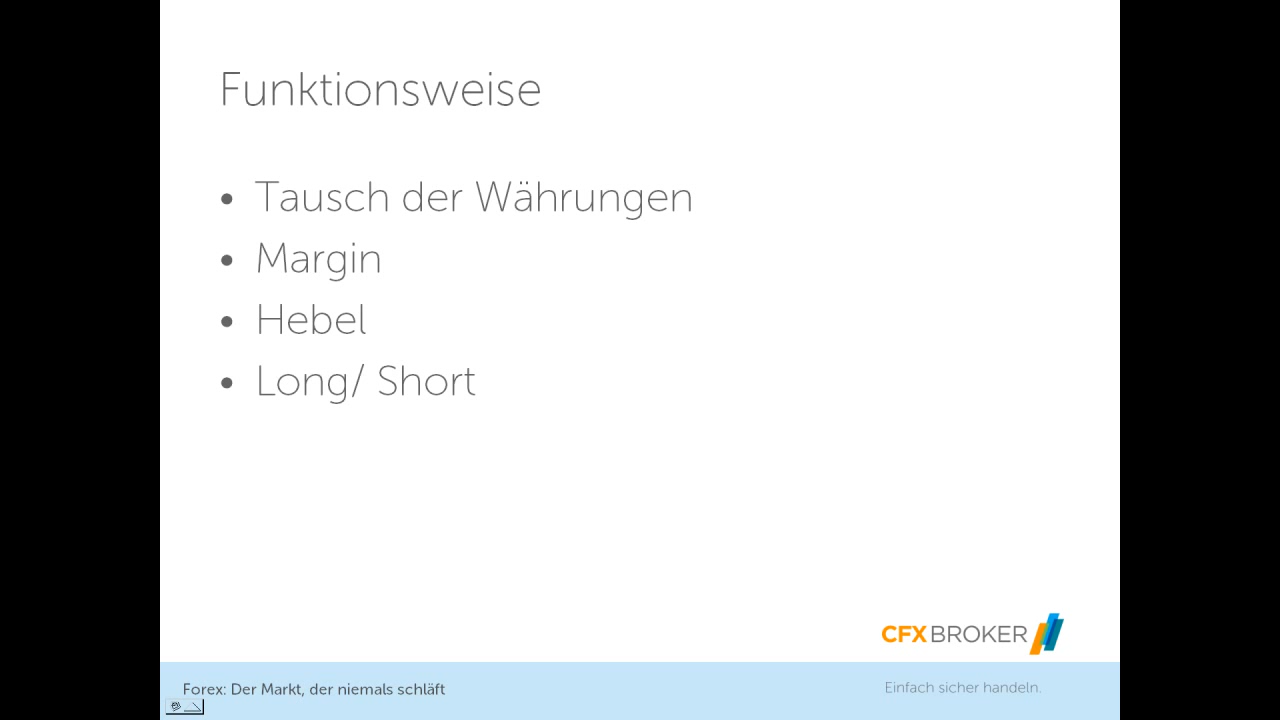 Funktionsweise
• Tausch der Währungen
• Margin
• Hebel
• Long/ Short
CFXBROKER
Forex: Der Markt, der niemals schläft
Einfach sicher handeln.